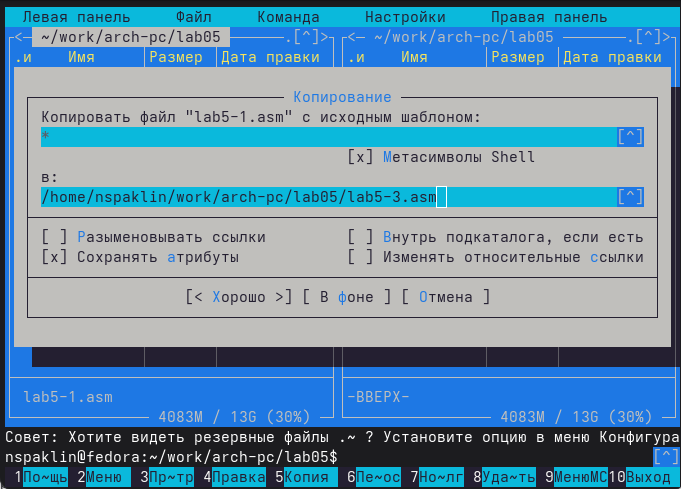 Левая панель Файл Команда Настройки Правая панель
<— ~/work/arch-pc/lab05 .[^]> <— ~/work/arch-pc/lab05 .[^]>
.и Имя Размер Дата правки .и Имя Размер Дата правки
Копирование
Копировать файл "lab5-1.asm" с исходным шаблоном:
* [^]
[x] Метасимволы Shell
в:
/home/nspaklin/work/arch-pc/lab05/lab5-3.asm [^]
[ ] Разыменовывать ссылки [ ] Внутрь подкаталога, если есть
[x] Сохранять атрибуты [ ] Изменять относительные ссылки
[< Хорошо >] [ В фоне ] [ Отмена ]
lab5-1.asm -ВВЕРХ-
4083M / 13G (30%) 4083M / 13G (30%)
Совет: Хотите видеть резервные файлы .~ ? Установите опцию в меню Конфигура
nspaklin@fedora:~/work/arch-pc/lab05$ [^]
1По~щь 2Меню 3Пр~тр 4Правка 5Копия 6Пе~ос 7Но~лг 8Уда~ть 9МенюМС 10Выход